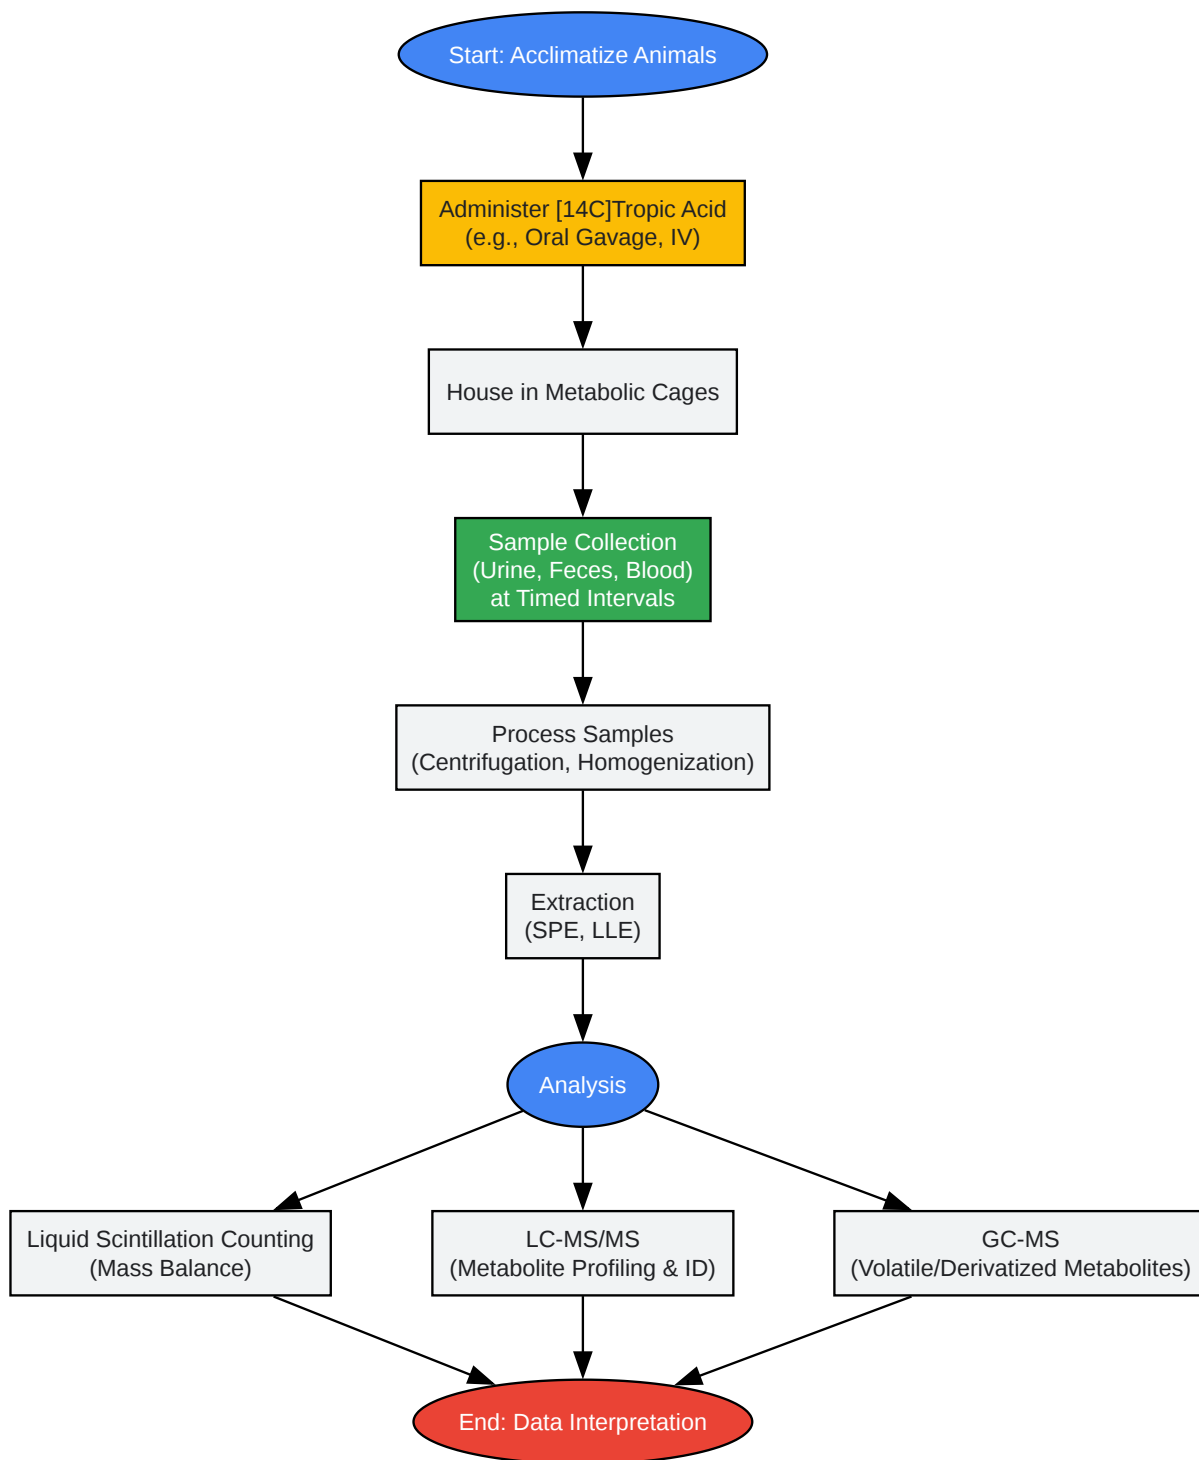 Start: Acclimatize Animals
Administer [14C]Tropic Acid
(e.g., Oral Gavage, IV)
House in Metabolic Cages
Sample Collection
(Urine, Feces, Blood)
at Timed Intervals
Process Samples
(Centrifugation, Homogenization)
Extraction
(SPE, LLE)
Analysis
Liquid Scintillation Counting
(Mass Balance)
LC-MS/MS
(Metabolite Profiling & ID)
GC-MS
(Volatile/Derivatized Metabolites)
End: Data Interpretation